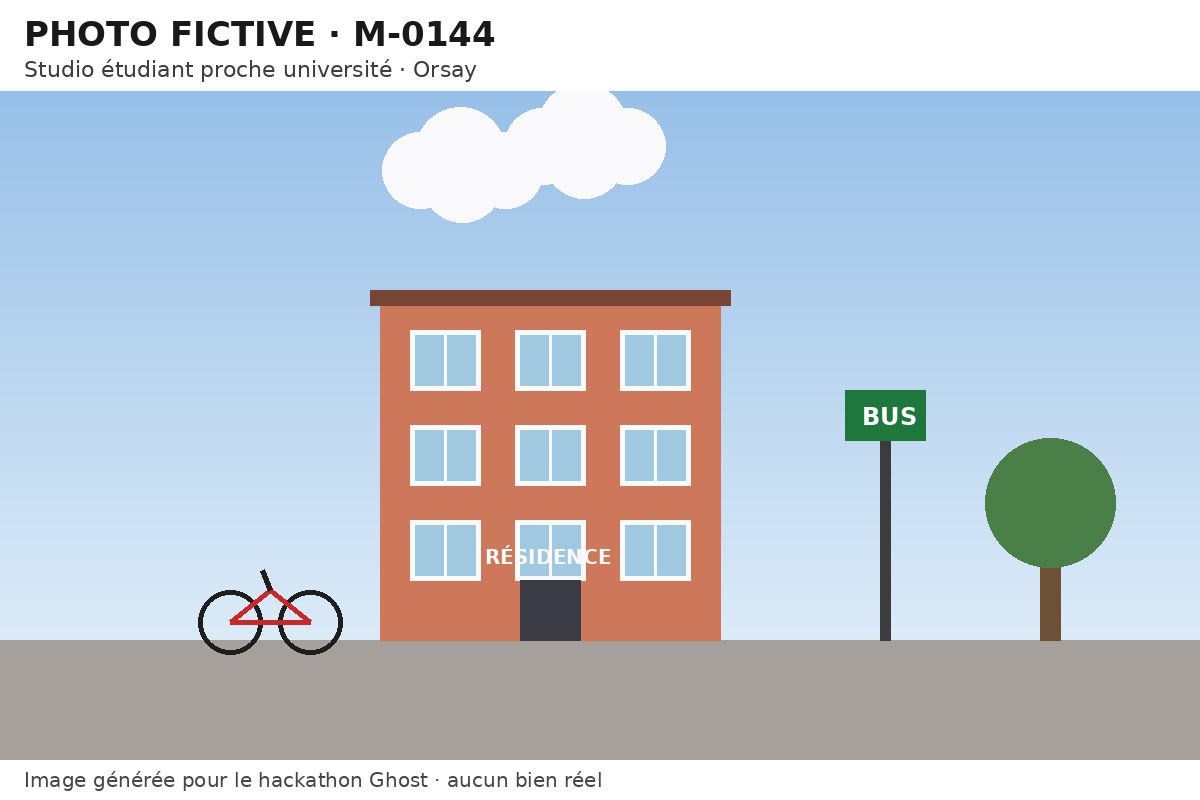 PHOTO FICTIVE · M-0144
Studio étudiant proche université · Orsay
BUS
RÉSIDENCE
Image générée pour le hackathon Ghost · aucun bien réel